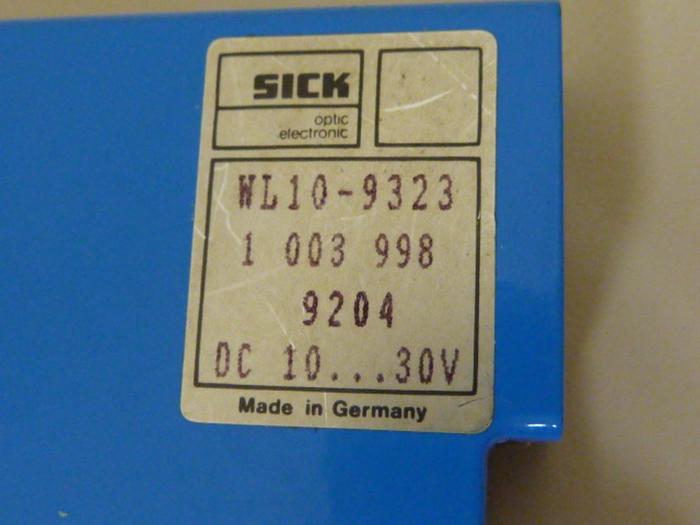 SICK
optic
electronic
WL10-9323
1 003 998
9204
DC 10...30V
Made in Germany